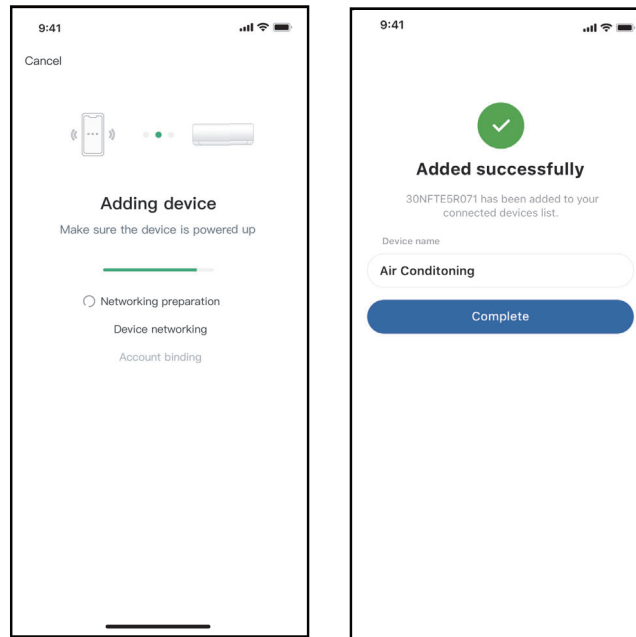 9:41
Cancel
Adding device
Make sure the device is powered up
Networking preparation
Device networking
Account binding
9:41
Added successfully
30NFTE5R071 has been added to your
connected devices list.
Device name
Air Conditoning
Complete